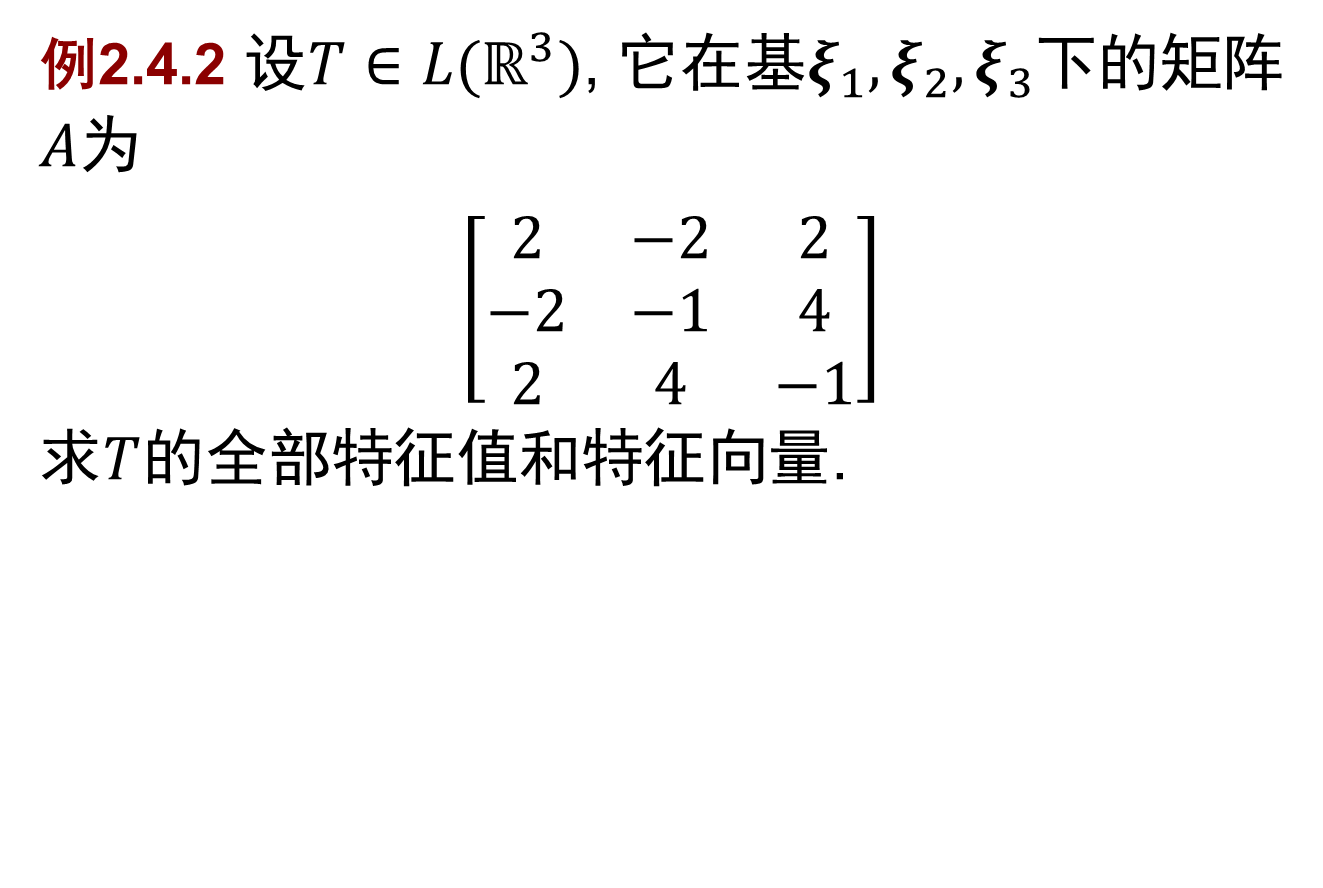 例2.4.2 设T ∈ L(ℝ³), 它在基ξ₁,ξ₂,ξ₃下的矩阵
A为
2 −2 2
−2 −1 4
2 4 −1
求T的全部特征值和特征向量.